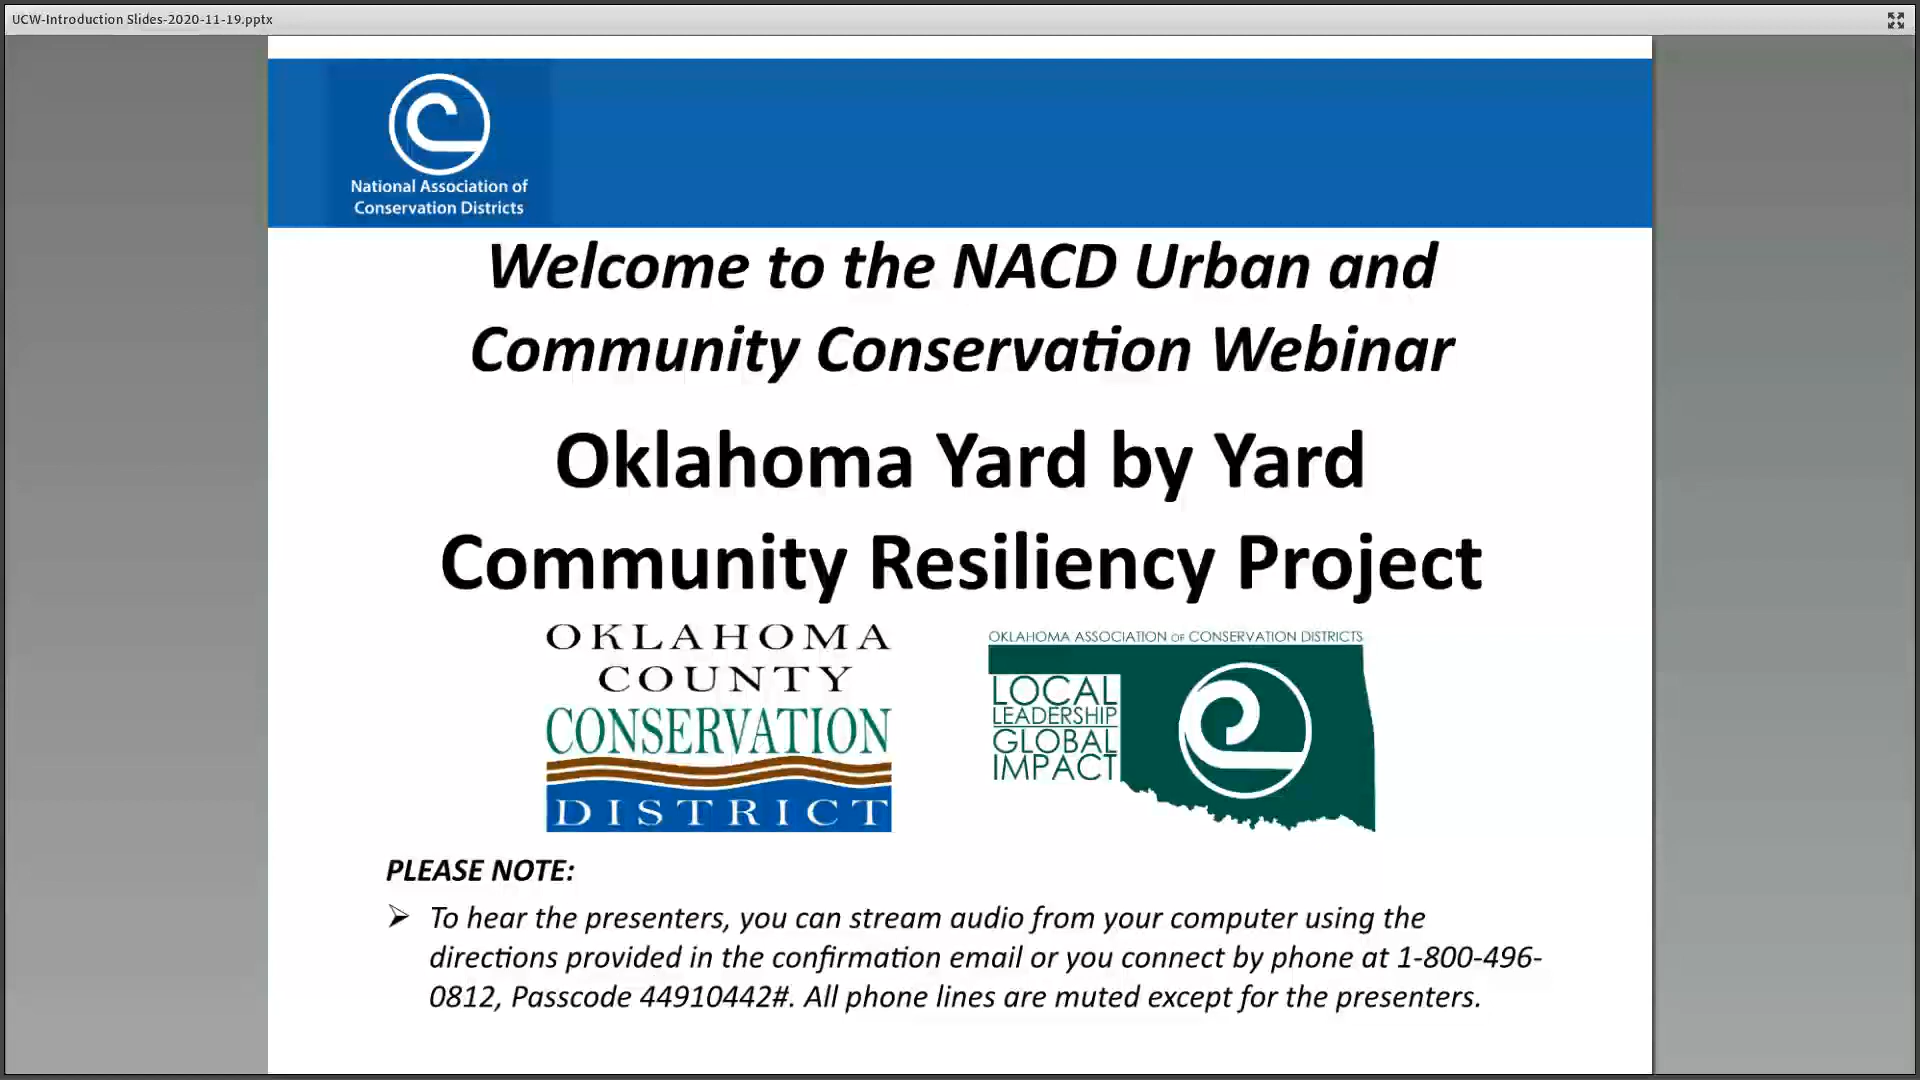 UCW-Introduction Slides-2020-11-19.pptx
National Association of
Conservation Districts
Welcome to the NACD Urban and
Community Conservation Webinar
Oklahoma Yard by Yard
Community Resiliency Project
OKLAHOMA
COUNTY
CONSERVATION
DISTRICT
OKLAHOMA ASSOCIATION OF CONSERVATION DISTRICTS
LOCAL
LEADERSHIP
GLOBAL
IMPACT
PLEASE NOTE:
➢ To hear the presenters, you can stream audio from your computer using the
directions provided in the confirmation email or you connect by phone at 1-800-496-
0812, Passcode 44910442#. All phone lines are muted except for the presenters.